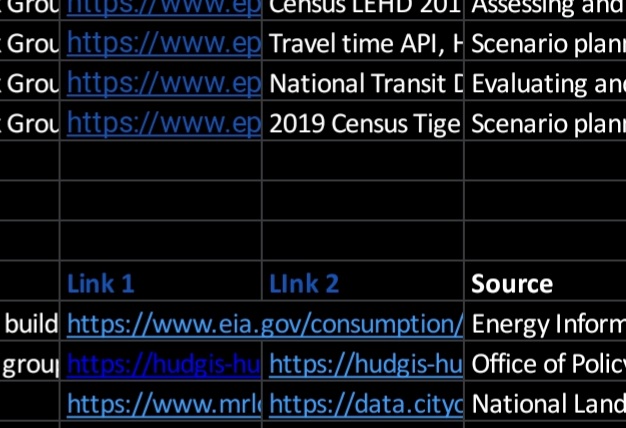 Grou https://www.ep Census LEHD 201 Assessing and
Grou https://www.ep Travel time API, Scenario plann
Grou https://www.ep National Transit Evaluating an
Grou https://www.ep 2019 Census Tige Scenario plann
Link 1 LInk 2 Source
build https://www.eia.gov/consumption/ Energy Inform
group https://hudgis-hu https://hudgis-hu Office of Policy
https://www.mrl https://data.cityc National Land